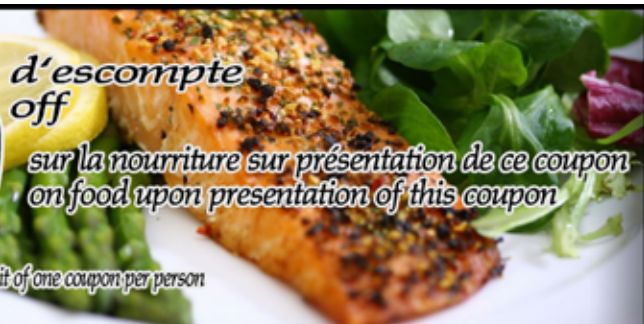 d'escompte
off
sur la nourriture sur présentation de ce coupon
on food upon presentation of this coupon
of one coupon per person